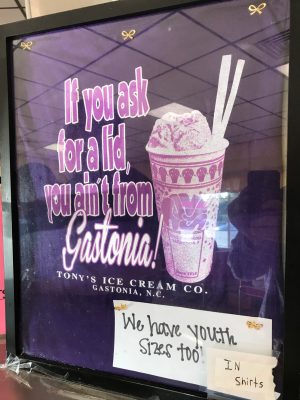 If you ask
for a lid,
you ain't from
Gastonia!
TONY'S ICE CREAM CO.
GASTONIA, N.C.
We have youth
sizes too!
IN
Shirts